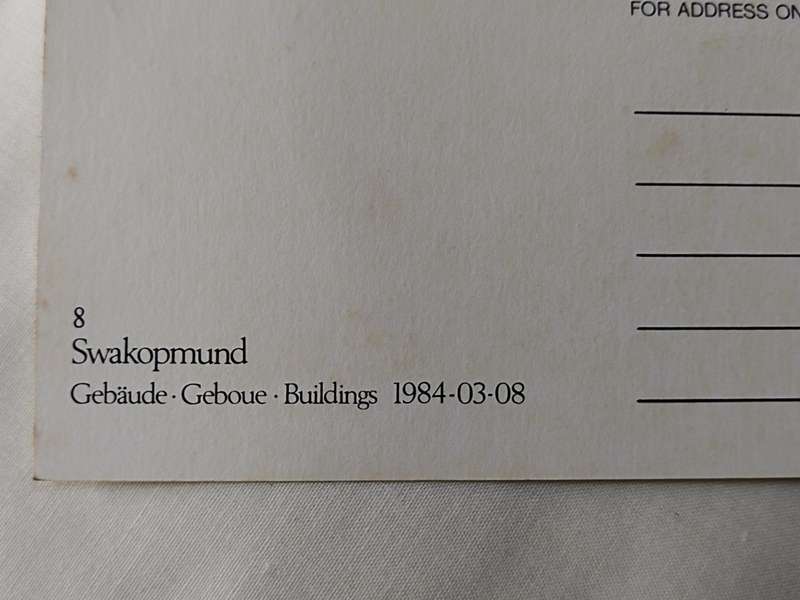 FOR ADDRESS ON
8
Swakopmund
Gebäude · Geboue · Buildings 1984-03-08